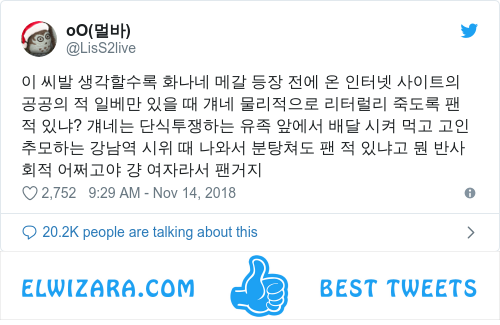 oO(멀바)
@LisS2live
이 씨발 생각할수록 화나네 메갈 등장 전에 온 인터넷 사이트의
공공의 적 일베만 있을 때 걔네 물리적으로 리터럴리 죽도록 팬
적 있냐? 걔네는 단식투쟁하는 유족 앞에서 배달 시켜 먹고 고인
추모하는 강남역 시위 때 나와서 분탕쳐도 팬 적 있냐고 뭔 반사
회적 어쩌고야 걍 여자라서 팬거지
2,752 9:29 AM - Nov 14, 2018
20.2K people are talking about this
ELWIZARA.COM BEST TWEETS